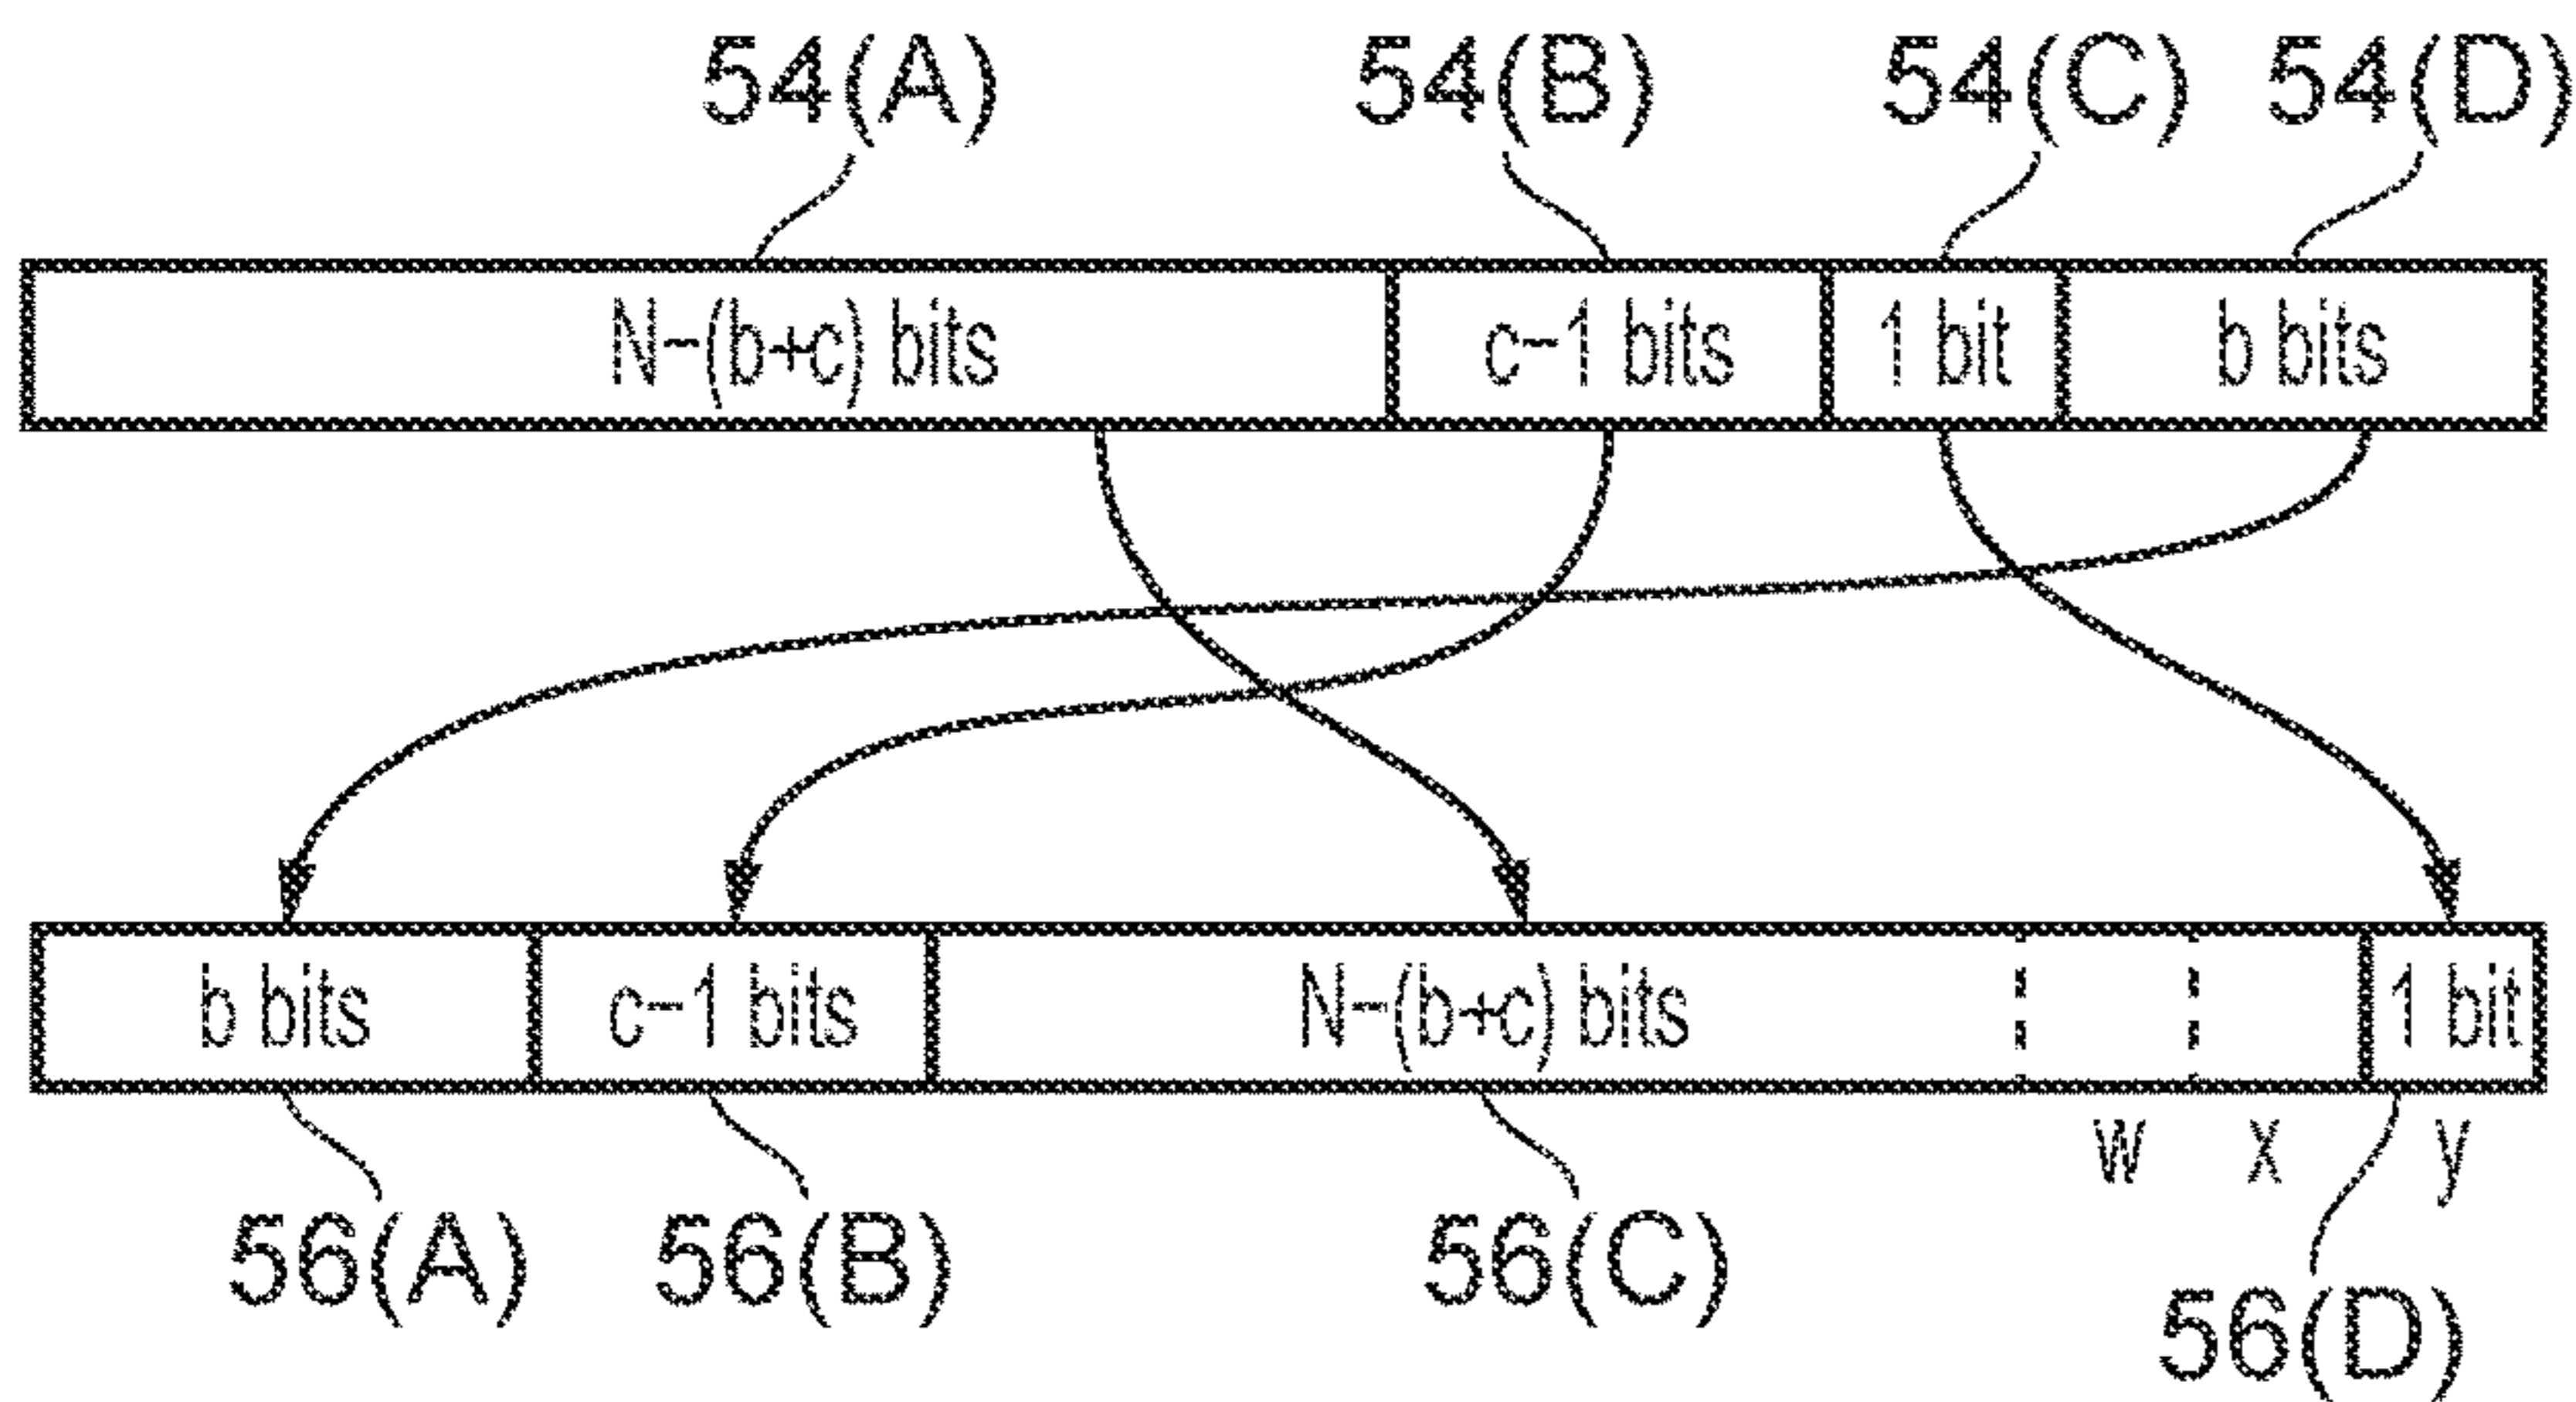 54(A) 54(B) 54(C) 54(D)
N-(b+c) bits c-1 bits 1 bit b bits
b bits c-1 bits N-(b+c) bits 1 bit
w x y
56(A) 56(B) 56(C)
56(D)